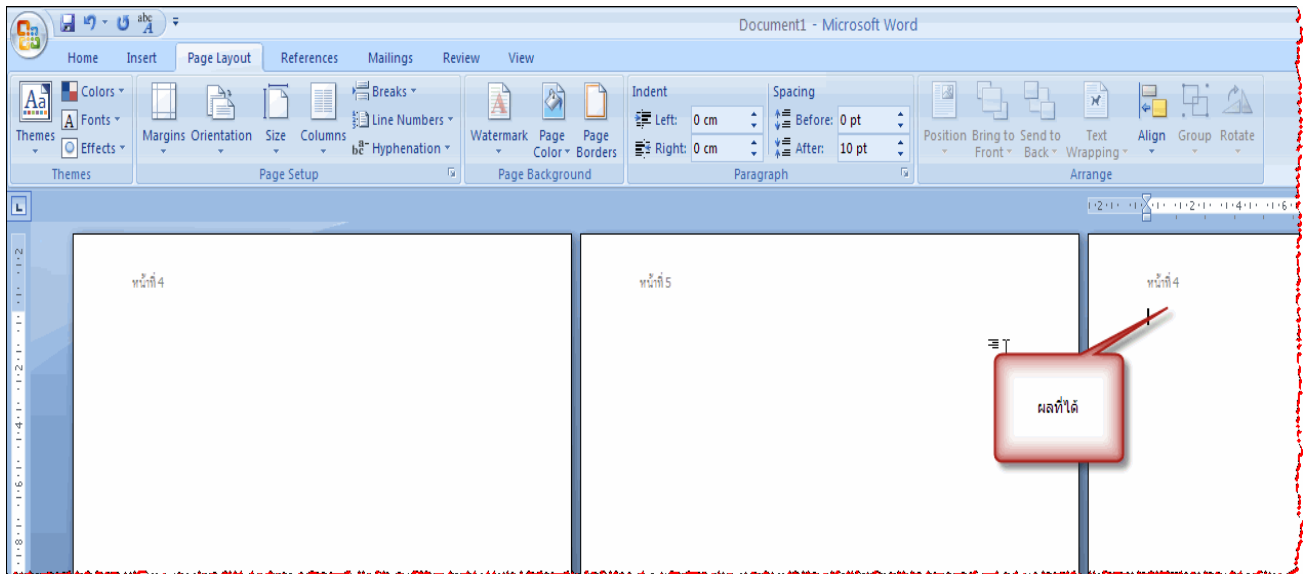 Document1 - Microsoft Word
Home Insert Page Layout References Mailings Review View
Aa Themes
Colors
A Fonts
Effects
Themes
Margins Orientation Size Columns
Breaks
Line Numbers
Hyphenation
Page Setup
Watermark Page Color Page Borders
Page Background
Indent
Left: 0 cm
Right: 0 cm
Spacing
Before: 0 pt
After: 10 pt
Paragraph
Position Bring to Front Send to Back Text Wrapping Align Group Rotate
Arrange
หน้าที่ 4
หน้าที่ 5
หน้าที่ 4
ผลที่ได้